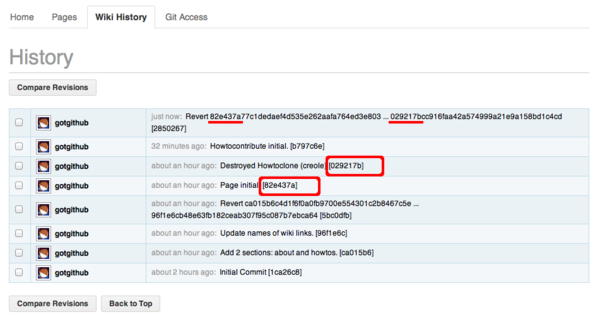 Home Pages Wiki History Git Access
History
Compare Revisions
gotgithub just now: Revert 82e437a77c1dedaef4d535e262aafa764ed3e803 ... 029217bcc916faa42a574999a21e9a158bd1c4cd
[2850267]
gotgithub 32 minutes ago: Howtocontribute initial. [b797c6e]
gotgithub about an hour ago: Destroyed Howtoclone (creole) [029217b]
gotgithub about an hour ago: Page initial [82e437a]
gotgithub about an hour ago: Revert ca015b6c4d1f6f0a0fb9700e554301c2b8467c5e ...
96f1e6cb48e63fb182ceab307f95c087b7ebca64 [5bc0dfb]
gotgithub about an hour ago: Update names of wiki links. [96f1e6c]
gotgithub about an hour ago: Add 2 sections: about and howtos. [ca015b6]
gotgithub about 2 hours ago: Initial Commit [1ca26c8]
Compare Revisions Back to Top